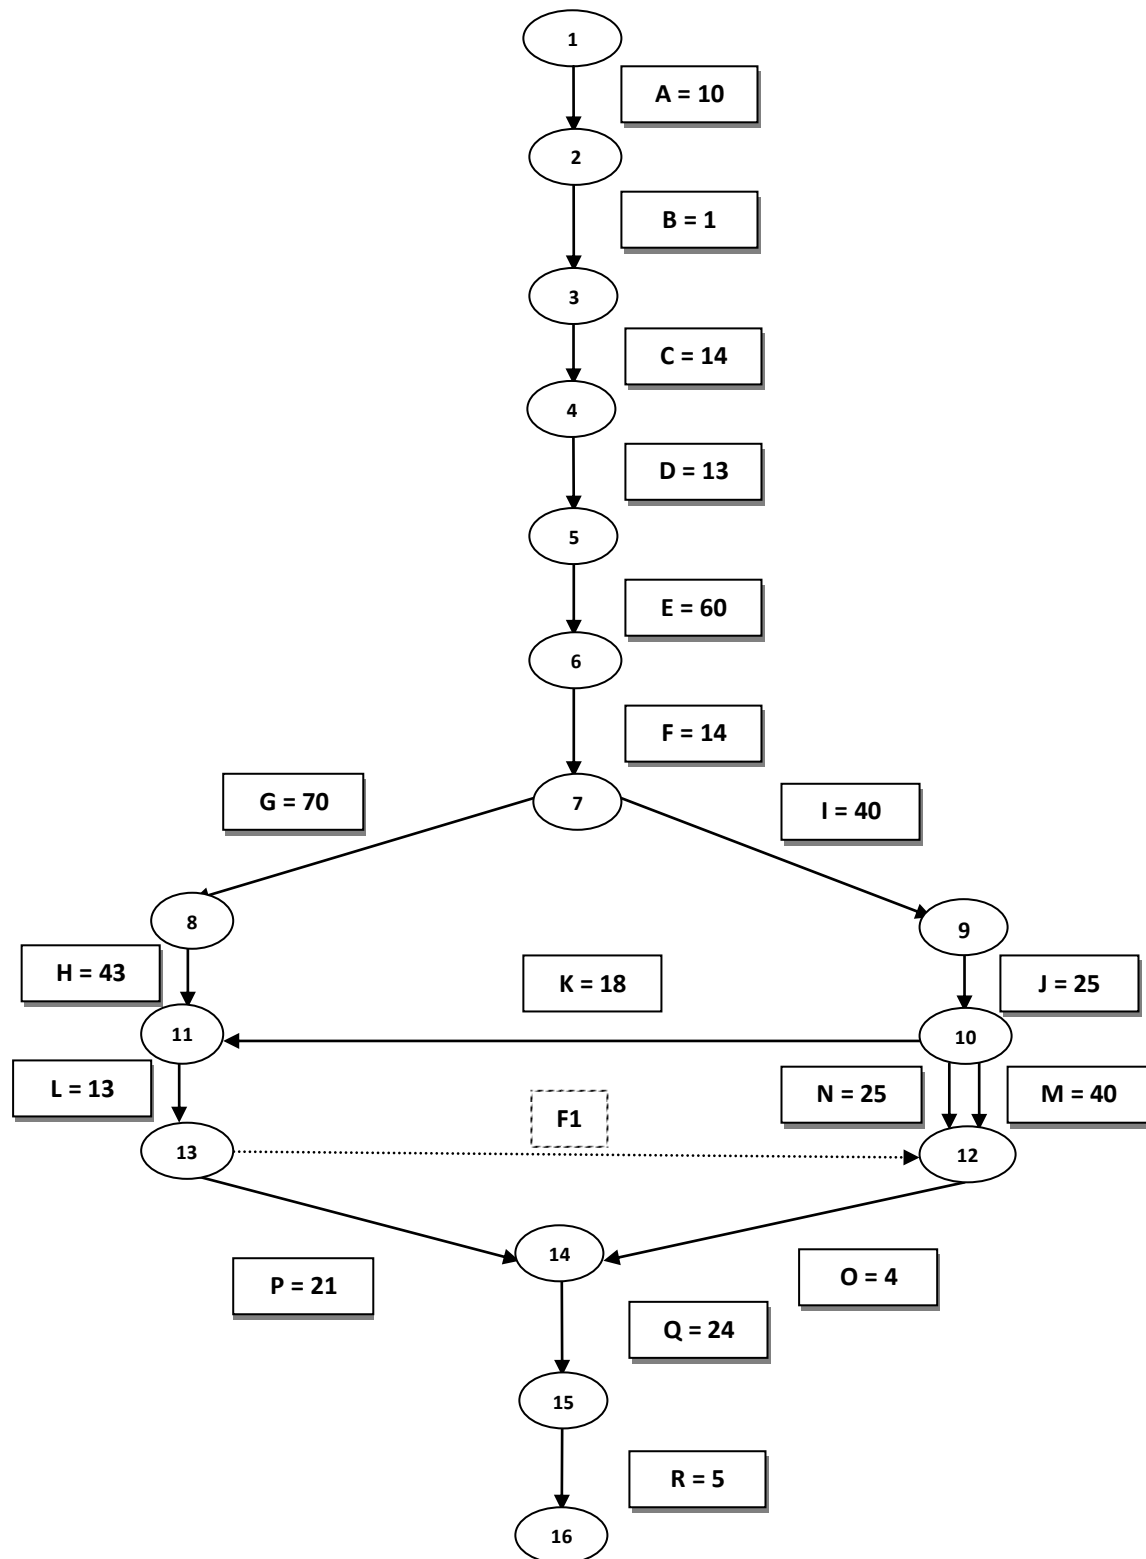 1
A = 10
2
B = 1
3
C = 14
4
D = 13
5
E = 60
6
F = 14
G = 70
7
I = 40
8
9
H = 43
K = 18
J = 25
11
10
L = 13
F1
N = 25
M = 40
13
12
14
P = 21
O = 4
Q = 24
15
R = 5
16